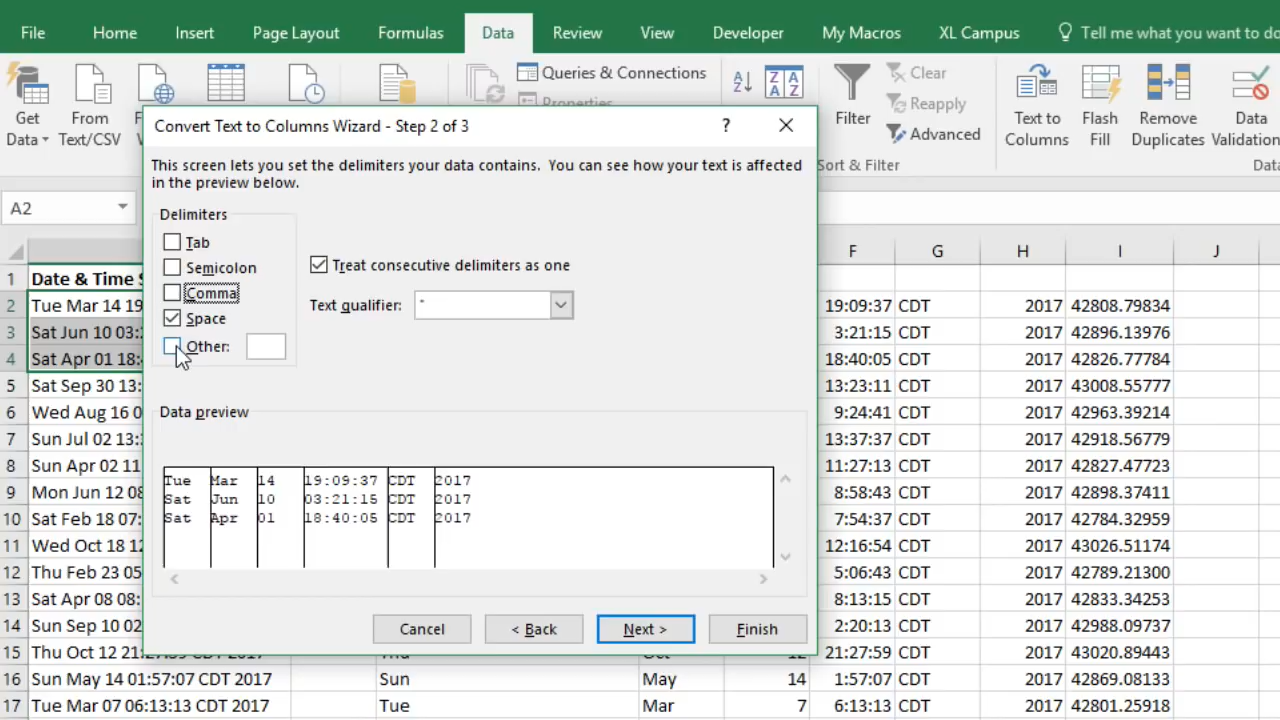 File Home Insert Page Layout Formulas Data Review View Developer My Macros XL Campus Tell me what you want to do
Get Data From Text/CSV Queries & Connections Properties Filter Clear Reapply Advanced Text to Columns Flash Fill Remove Duplicates Data Validation
Sort & Filter
A2
Convert Text to Columns Wizard - Step 2 of 3
This screen lets you set the delimiters your data contains. You can see how your text is affected
in the preview below.
Delimiters
Tab
Semicolon
Comma
Space
Other:
Treat consecutive delimiters as one
Text qualifier: "
Data preview
Tue Mar 14 19:09:37 CDT 2017
Sat Jun 10 03:21:15 CDT 2017
Sat Apr 01 18:40:05 CDT 2017
Cancel < Back Next > Finish
F G H I J
1 Date & Time
2 Tue Mar 14 19:09:37 CDT 2017 42808.79834
3 Sat Jun 10 3:21:15 CDT 2017 42896.13976
4 Sat Apr 01 18:40:05 CDT 2017 42826.77784
5 Sat Sep 30 13: 13:23:11 CDT 2017 43008.55777
6 Wed Aug 16 9:24:41 CDT 2017 42963.39214
7 Sun Jul 02 13: 13:37:37 CDT 2017 42918.56779
8 Sun Apr 02 11 11:27:13 CDT 2017 42827.47723
9 Mon Jun 12 8:58:43 CDT 2017 42898.37411
10 Sat Feb 18 07: 7:54:37 CDT 2017 42784.32959
11 Wed Oct 18 12:16:54 CDT 2017 43026.51174
12 Thu Feb 23 05 5:06:43 CDT 2017 42789.21300
13 Sat Apr 08 08: 8:13:15 CDT 2017 42833.34253
14 Sun Sep 10 02 2:20:13 CDT 2017 42988.09737
15 Thu Oct 12 21:27:59 CDT 2017 Thu Oct 12 21:27:59 CDT 2017 43020.89443
16 Sun May 14 01:57:07 CDT 2017 Sun May 14 1:57:07 CDT 2017 42869.08133
17 Tue Mar 07 06:13:13 CDT 2017 Tue Mar 7 6:13:13 CDT 2017 42801.25918